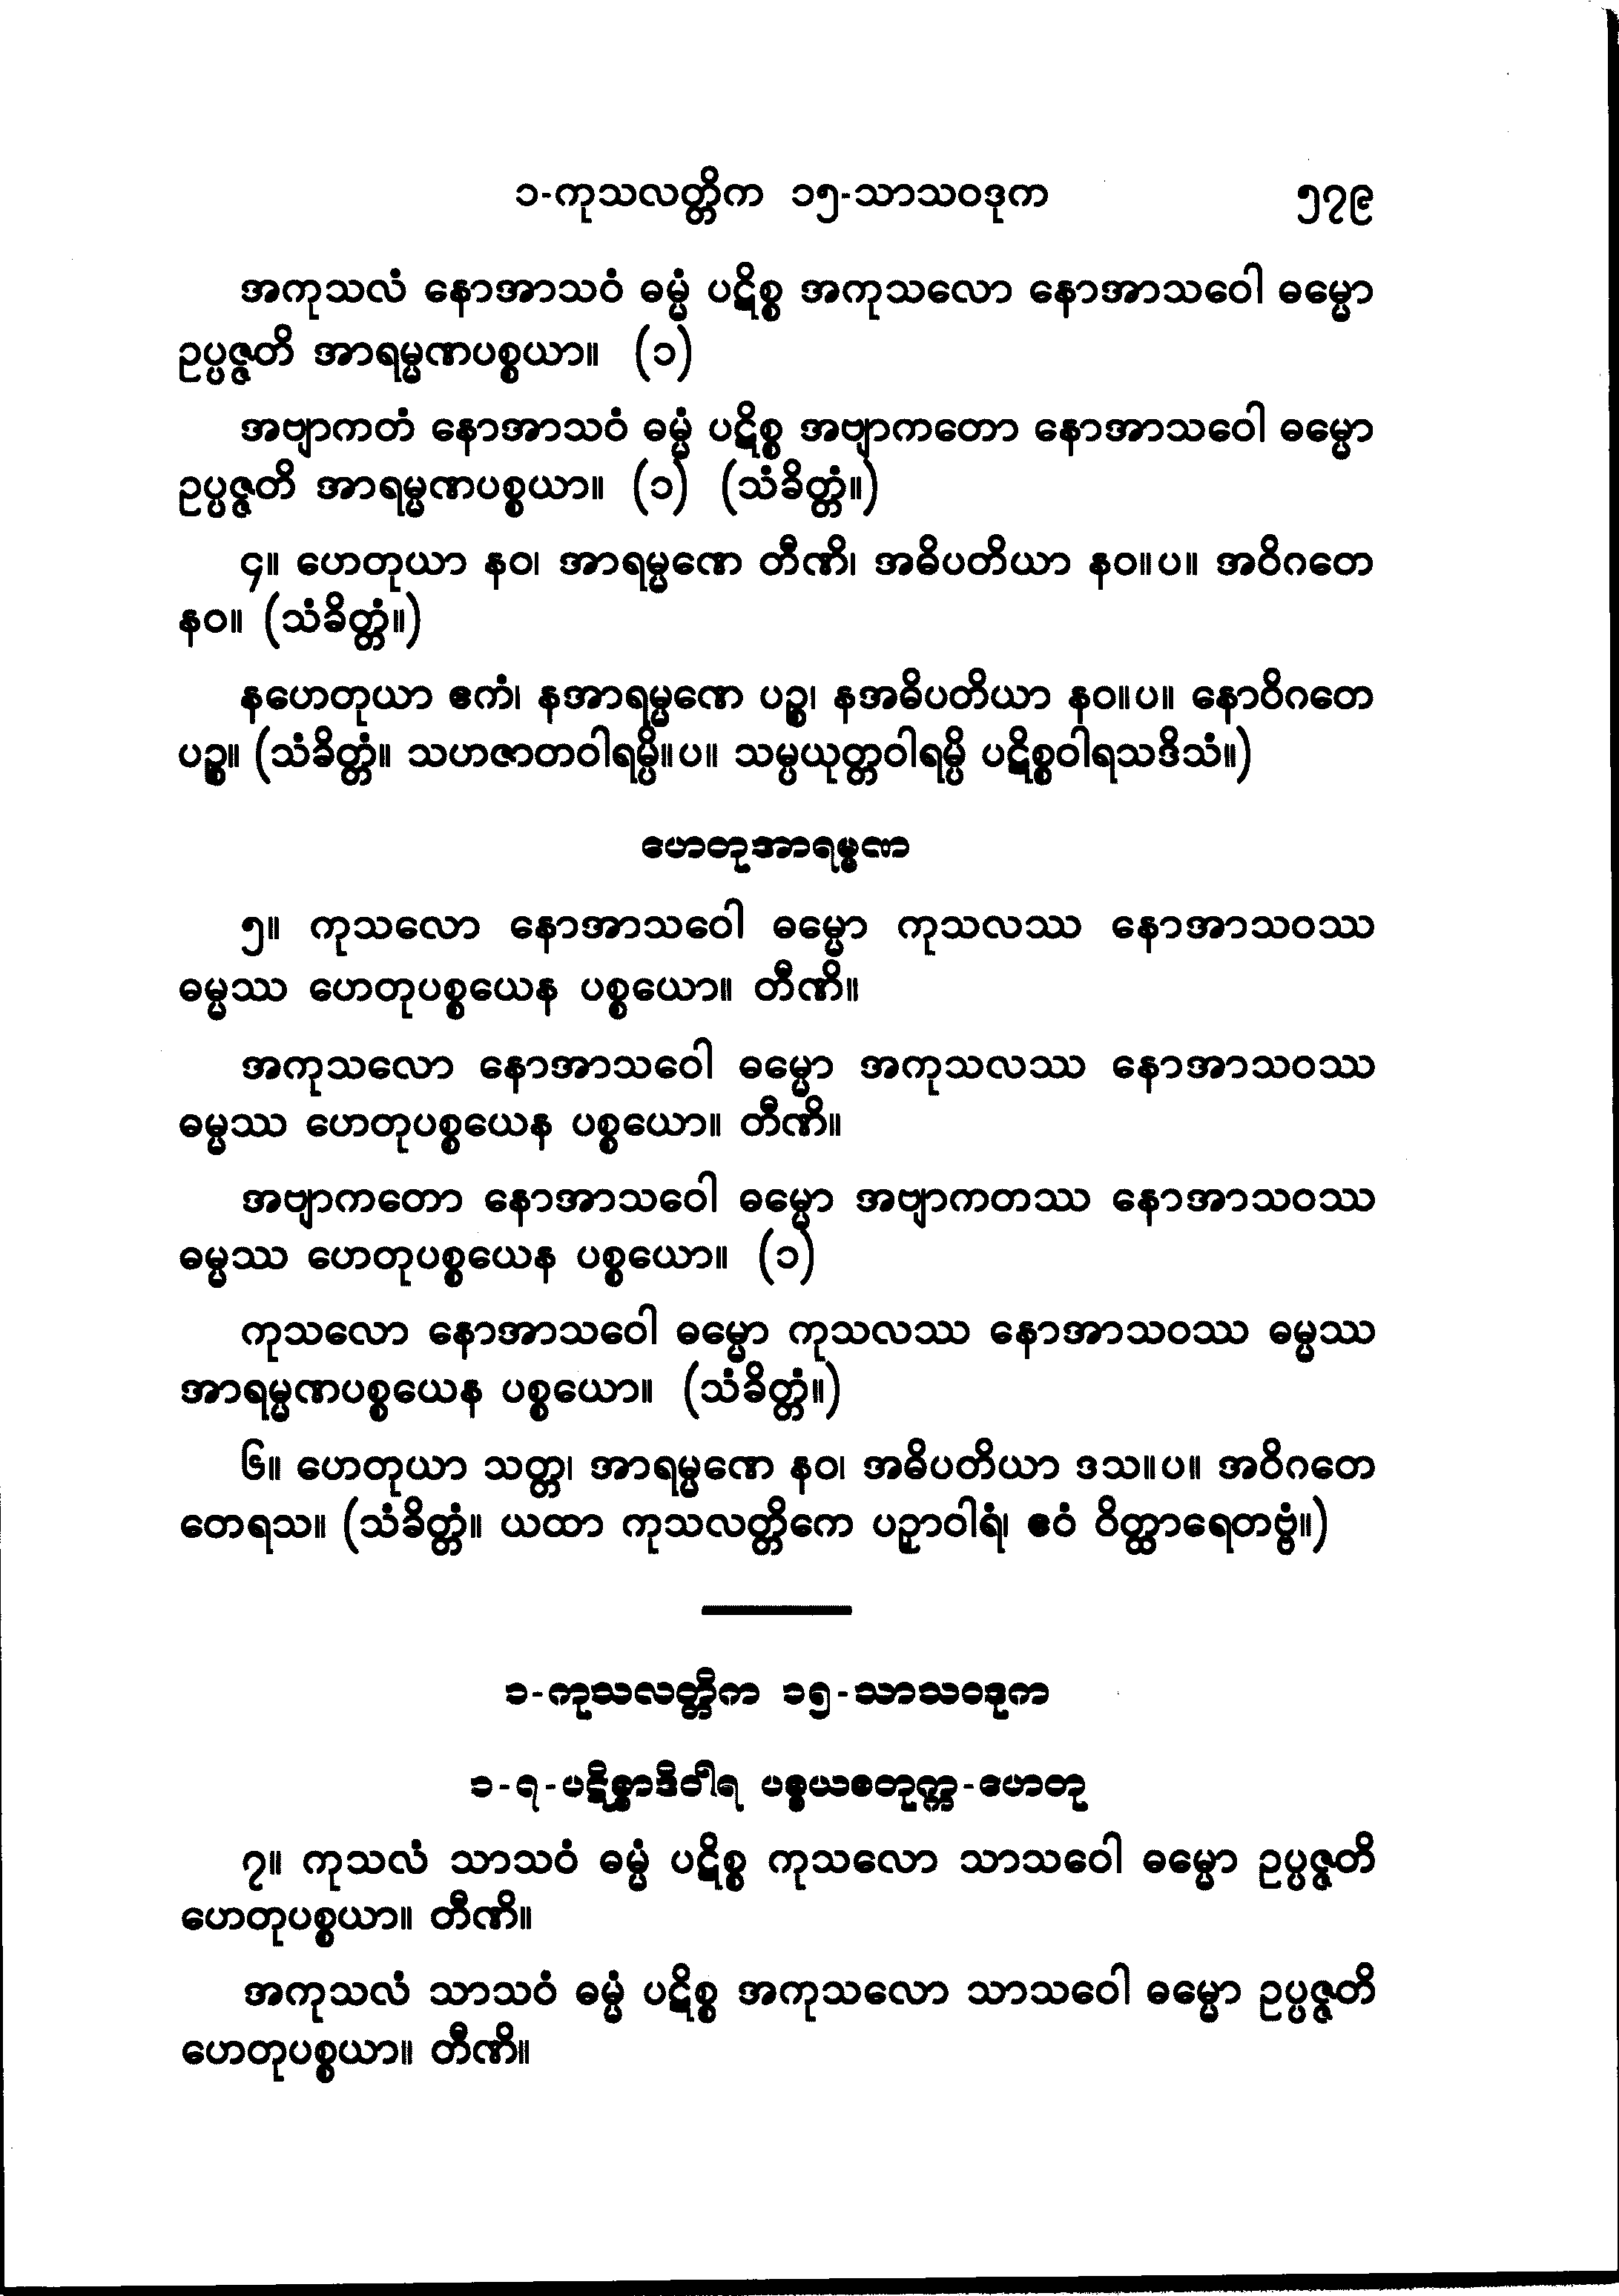 ၁-ကုသလတ္တိက ၁၅-သာသဝဒုက ၅၇၉
အကုသလံ နောအာသဝံ ဓမ္မံ ပဋိစ္စ အကုသလော နောအာသဝေါ ဓမ္မော
ဥပ္ပဇ္ဇတိ အာရမ္မဏပစ္စယာ။ (၁)
အဗျာကတံ နောအာသဝံ ဓမ္မံ ပဋိစ္စ အဗျာကတော နောအာသဝေါ ဓမ္မော
ဥပ္ပဇ္ဇတိ အာရမ္မဏပစ္စယာ။ (၁) (သံခိတ္တံ။)
၄။ ဟေတုယာ နဝ၊ အာရမ္မဏေ တီဏိ၊ အဓိပတိယာ နဝ။ပ။ အဝိဂတေ
နဝ။ (သံခိတ္တံ။)
နဟေတုယာ ဧကံ၊ နအာရမ္မဏေ ပဉ္စ၊ နအဓိပတိယာ နဝ။ပ။ နောဝိဂတေ
ပဉ္စ။ (သံခိတ္တံ။ သဟဇာတဝါရမ္ပိ။ပ။ သမ္ပယုတ္တဝါရမ္ပိ ပဋိစ္စဝါရသဒိသံ။)
ဟေတုအာရမ္မဏ
၅။ ကုသလော နောအာသဝေါ ဓမ္မော ကုသလဿ နောအာသဝဿ
ဓမ္မဿ ဟေတုပစ္စယေန ပစ္စယော။ တီဏိ။
အကုသလော နောအာသဝေါ ဓမ္မော အကုသလဿ နောအာသဝဿ
ဓမ္မဿ ဟေတုပစ္စယေန ပစ္စယော။ တီဏိ။
အဗျာကတော နောအာသဝေါ ဓမ္မော အဗျာကတဿ နောအာသဝဿ
ဓမ္မဿ ဟေတုပစ္စယေန ပစ္စယော။ (၁)
ကုသလော နောအာသဝေါ ဓမ္မော ကုသလဿ နောအာသဝဿ ဓမ္မဿ
အာရမ္မဏပစ္စယေန ပစ္စယော။ (သံခိတ္တံ။)
၆။ ဟေတုယာ သတ္တ၊ အာရမ္မဏေ နဝ၊ အဓိပတိယာ ဒသ။ပ။ အဝိဂတေ
တေရသ။ (သံခိတ္တံ။ ယထာ ကုသလတ္တိကေ ပဉှာဝါရံ၊ ဧဝံ ဝိတ္ထာရေတဗ္ဗံ။)
၁-ကုသလတ္တိက ၁၅-သာသဝဒုက
၁-၇-ပဋိစ္စာဒိဝါရ ပစ္စယစတုက္က-ဟေတု
၇။ ကုသလံ သာသဝံ ဓမ္မံ ပဋိစ္စ ကုသလော သာသဝေါ ဓမ္မော ဥပ္ပဇ္ဇတိ
ဟေတုပစ္စယာ။ တီဏိ။
အကုသလံ သာသဝံ ဓမ္မံ ပဋိစ္စ အကုသလော သာသဝေါ ဓမ္မော ဥပ္ပဇ္ဇတိ
ဟေတုပစ္စယာ။ တီဏိ။